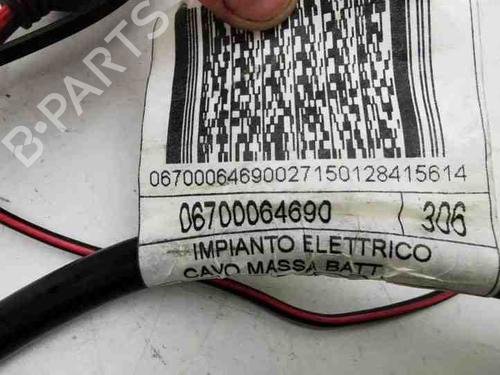 B-PARTS
06700064690027150128415614
06700064690 306
IMPIANTO ELETTRICO
CAVO MASSA BATT